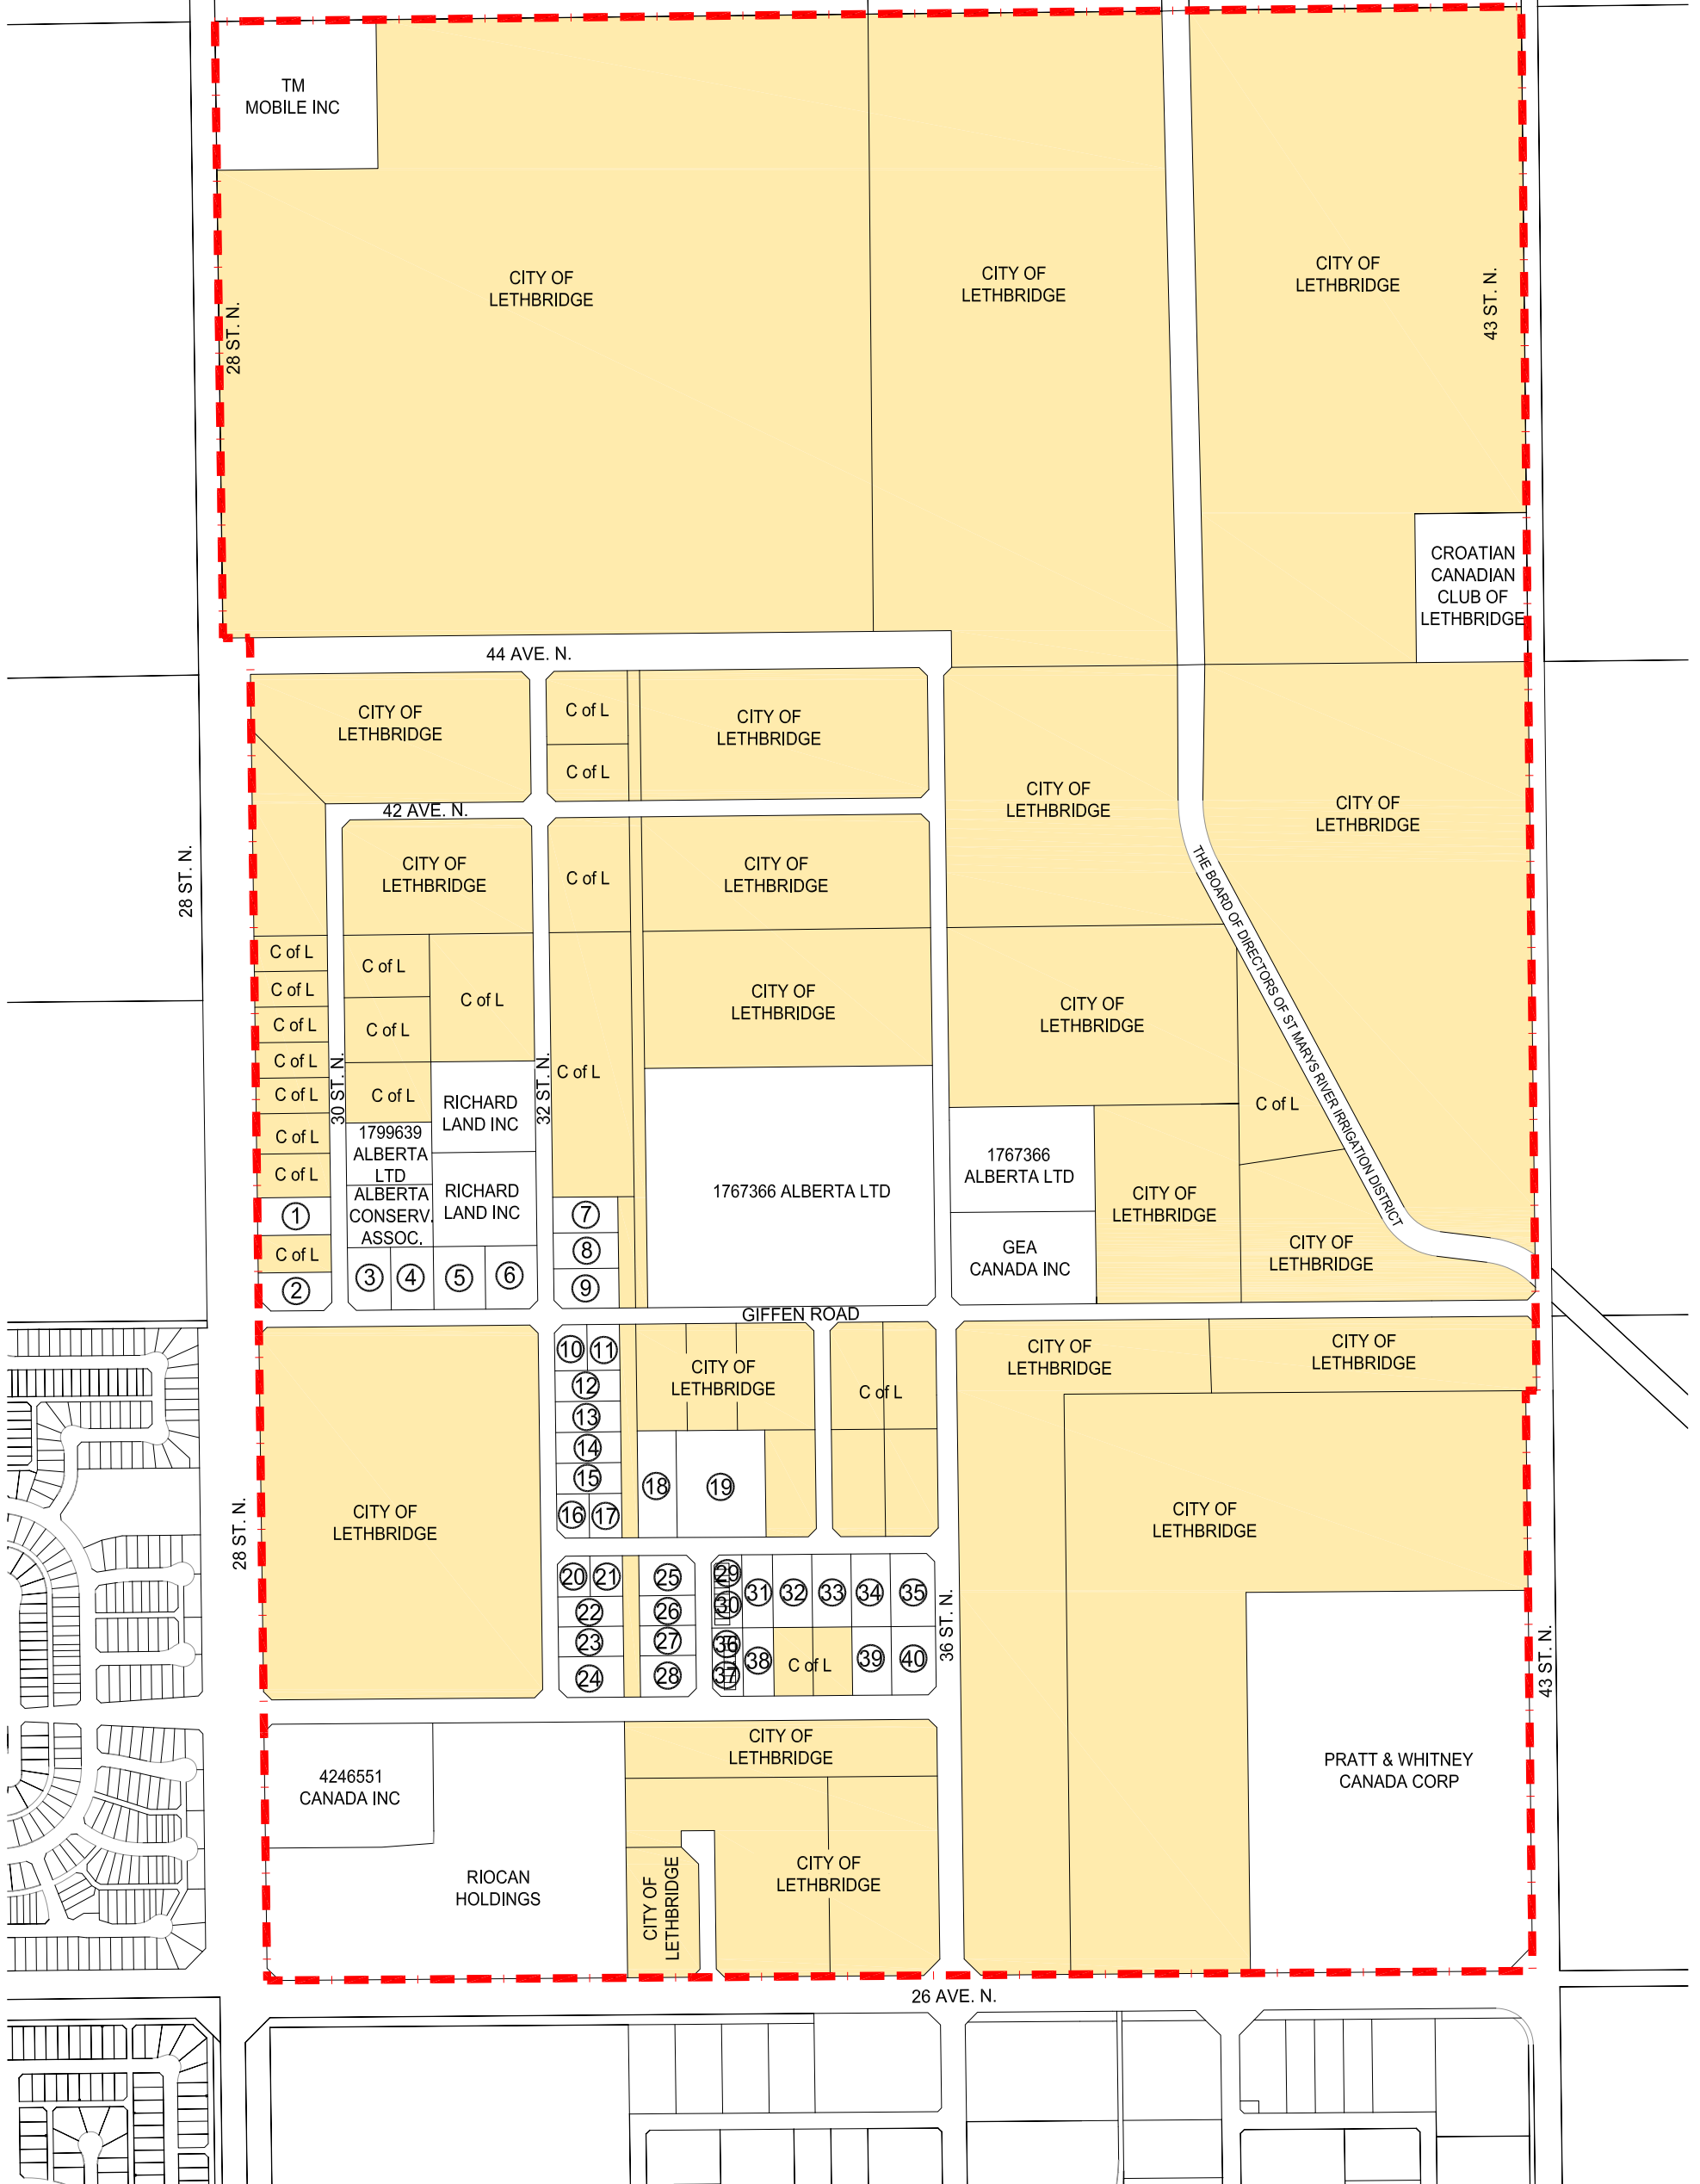 TM
MOBILE INC
CITY OF
LETHBRIDGE
CITY OF
LETHBRIDGE
CITY OF
LETHBRIDGE
28 ST. N.
43 ST. N.
CROATIAN
CANADIAN
CLUB OF
LETHBRIDGE
44 AVE. N.
CITY OF
LETHBRIDGE
C of L
CITY OF
LETHBRIDGE
C of L
CITY OF
LETHBRIDGE
CITY OF
LETHBRIDGE
42 AVE. N.
28 ST. N.
CITY OF
LETHBRIDGE
C of L
CITY OF
LETHBRIDGE
THE BOARD OF DIRECTORS OF ST MARYS RIVER IRRIGATION DISTRICT
C of L
C of L
C of L
C of L
C of L
C of L
C of L
C of L
C of L
C of L
C of L
C of L
30 ST. N.
32 ST. N.
C of L
CITY OF
LETHBRIDGE
CITY OF
LETHBRIDGE
C of L
RICHARD
LAND INC
1799639
ALBERTA
LTD
ALBERTA
CONSERV.
ASSOC.
RICHARD
LAND INC
1767366 ALBERTA LTD
1767366
ALBERTA LTD
CITY OF
LETHBRIDGE
GEA
CANADA INC
CITY OF
LETHBRIDGE
1
C of L
2
3
4
5
6
7
8
9
GIFFEN ROAD
10
11
12
13
14
15
16
17
CITY OF
LETHBRIDGE
C of L
CITY OF
LETHBRIDGE
CITY OF
LETHBRIDGE
18
19
28 ST. N.
CITY OF
LETHBRIDGE
CITY OF
LETHBRIDGE
20
21
22
23
24
25
26
27
28
29
30
31
32
33
34
35
36
37
38
C of L
39
40
36 ST. N.
43 ST. N.
4246551
CANADA INC
RIOCAN
HOLDINGS
CITY OF
LETHBRIDGE
CITY OF
LETHBRIDGE
CITY OF
LETHBRIDGE
PRATT & WHITNEY
CANADA CORP
26 AVE. N.